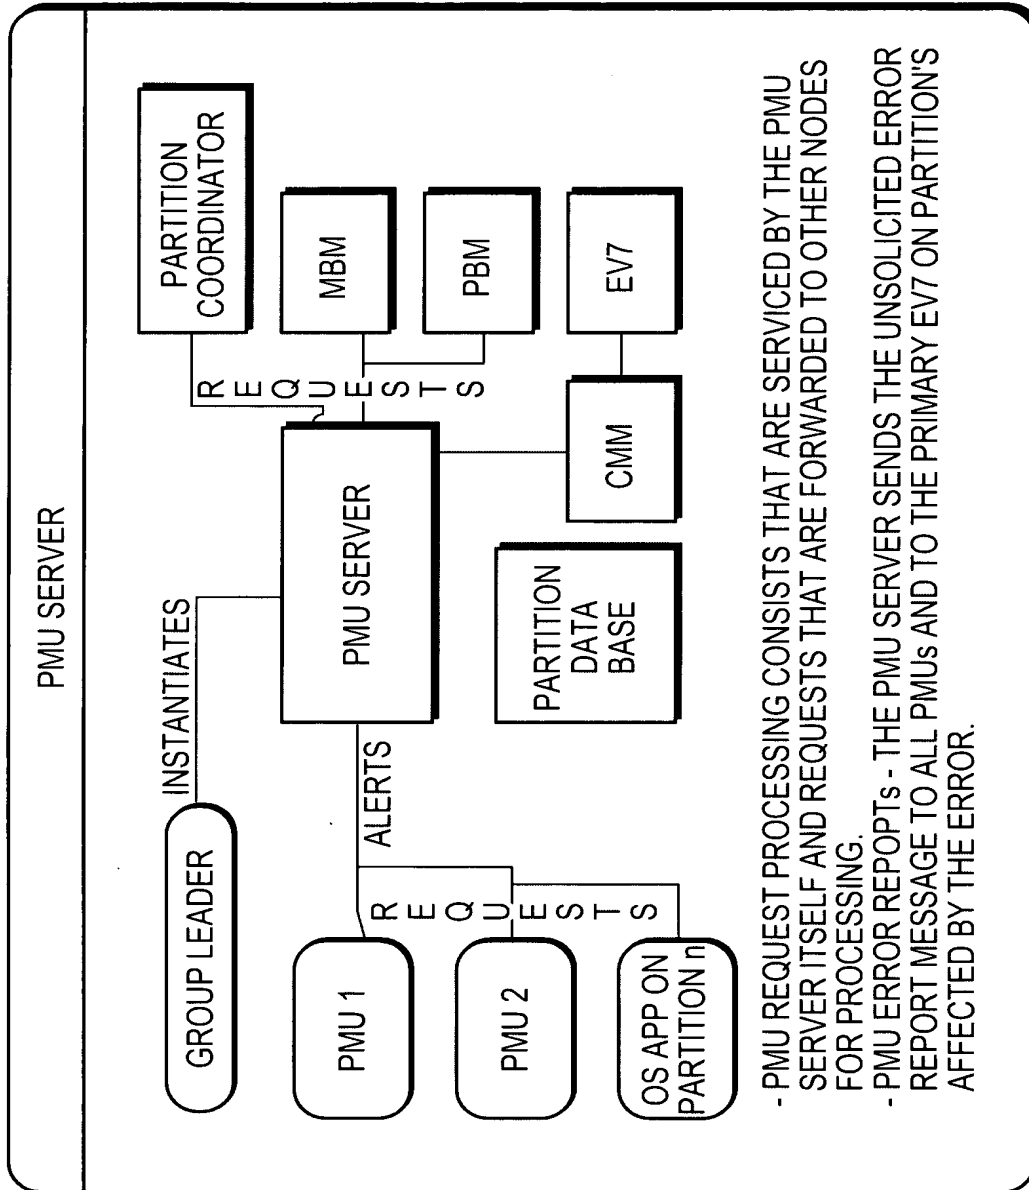 PMU SERVER
GROUP LEADER
INSTANTIATES
PMU 1
PMU 2
OS APP ON
PARTITION n
REQUESTS
ALERTS
PMU SERVER
PARTITION
DATA
BASE
REQUESTS
PARTITION
COORDINATOR
MBM
PBM
CMM
EV7
- PMU REQUEST PROCESSING CONSISTS THAT ARE SERVICED BY THE PMU
SERVER ITSELF AND REQUESTS THAT ARE FORWARDED TO OTHER NODES
FOR PROCESSING.
- PMU ERROR REPOPTs - THE PMU SERVER SENDS THE UNSOLICITED ERROR
REPORT MESSAGE TO ALL PMUs AND TO THE PRIMARY EV7 ON PARTITION'S
AFFECTED BY THE ERROR.